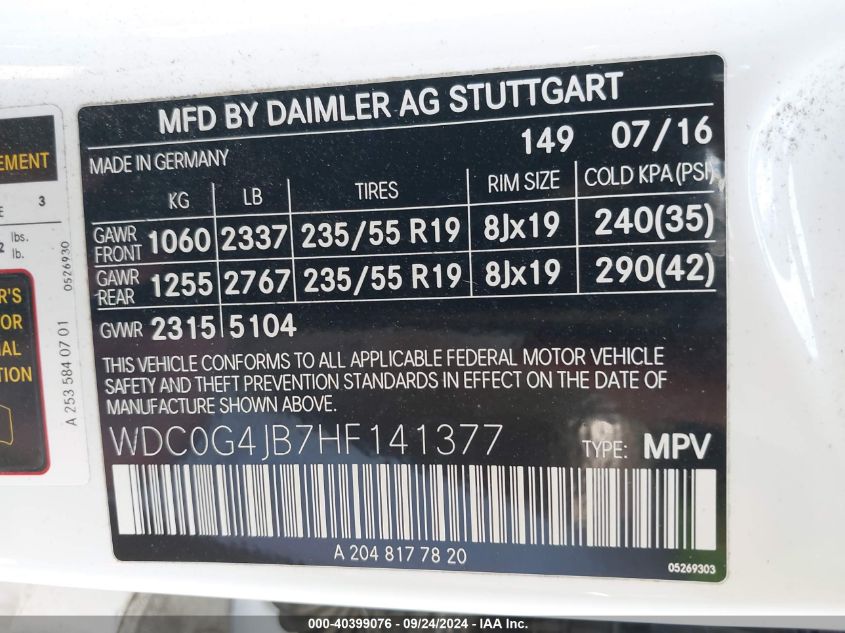 MFD BY DAIMLER AG STUTTGART
149 07/16
MADE IN GERMANY
KG LB TIRES RIM SIZE COLD KPA (PSI)
GAWR FRONT 1060 2337 235/55 R19 8Jx19 240(35)
GAWR REAR 1255 2767 235/55 R19 8Jx19 290(42)
GVWR 2315 5104
THIS VEHICLE CONFORMS TO ALL APPLICABLE FEDERAL MOTOR VEHICLE
SAFETY AND THEFT PREVENTION STANDARDS IN EFFECT ON THE DATE OF
MANUFACTURE SHOWN ABOVE.
WDC0G4JB7HF141377 TYPE: MPV
A 204 817 78 20
05269303
3
lbs.
lb.
0526930
A 253 584 07 01
000-40399076 - 09/24/2024 - IAA Inc.